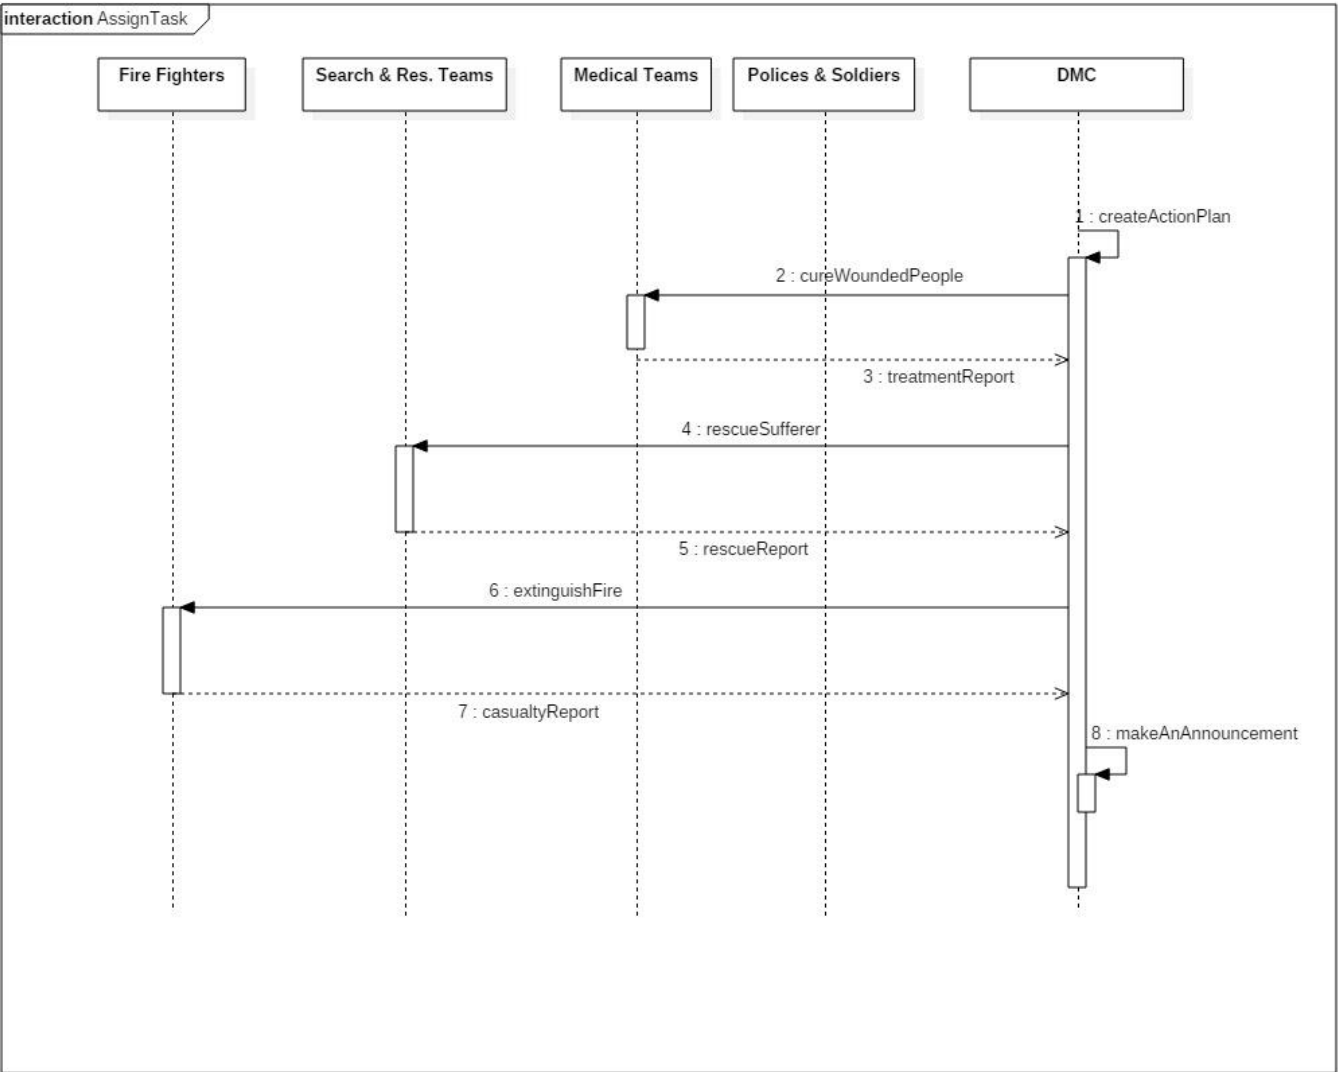 interaction AssignTask
Fire Fighters
Search & Res. Teams
Medical Teams
Polices & Soldiers
DMC
1 : createActionPlan
2 : cureWoundedPeople
3 : treatmentReport
4 : rescueSufferer
5 : rescueReport
6 : extinguishFire
7 : casualtyReport
8 : makeAnAnnouncement